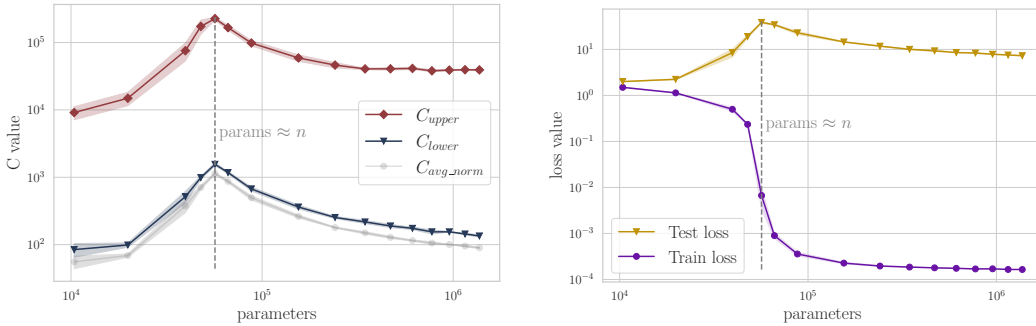 C value
10^5
10^4
10^3
10^2
C_upper
C_lower
C_avg_norm
params ≈ n
10^4
10^5
10^6
parameters
loss value
10^1
10^0
10^-1
10^-2
10^-3
10^-4
params ≈ n
Test loss
Train loss
10^4
10^5
10^6
parameters